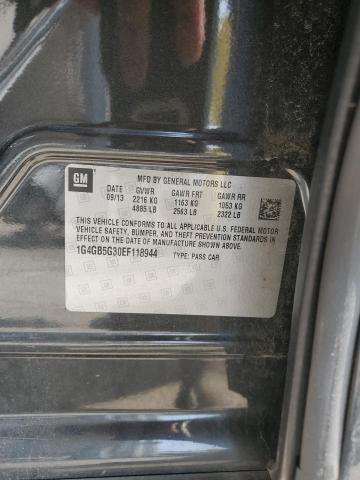 GM
MFD BY GENERAL MOTORS LLC
DATE GVWR GAWR FRT GAWR RR
09/13 2216 KG 1163 KG 1053 KG
4885 LB 2563 LB 2322 LB
THIS VEHICLE CONFORMS TO ALL APPLICABLE U.S. FEDERAL MOTOR
VEHICLE SAFETY, BUMPER, AND THEFT PREVENTION STANDARDS
IN EFFECT ON THE DATE OF MANUFACTURE SHOWN ABOVE.
1G4GB5G30EF118944 TYPE: PASS CAR